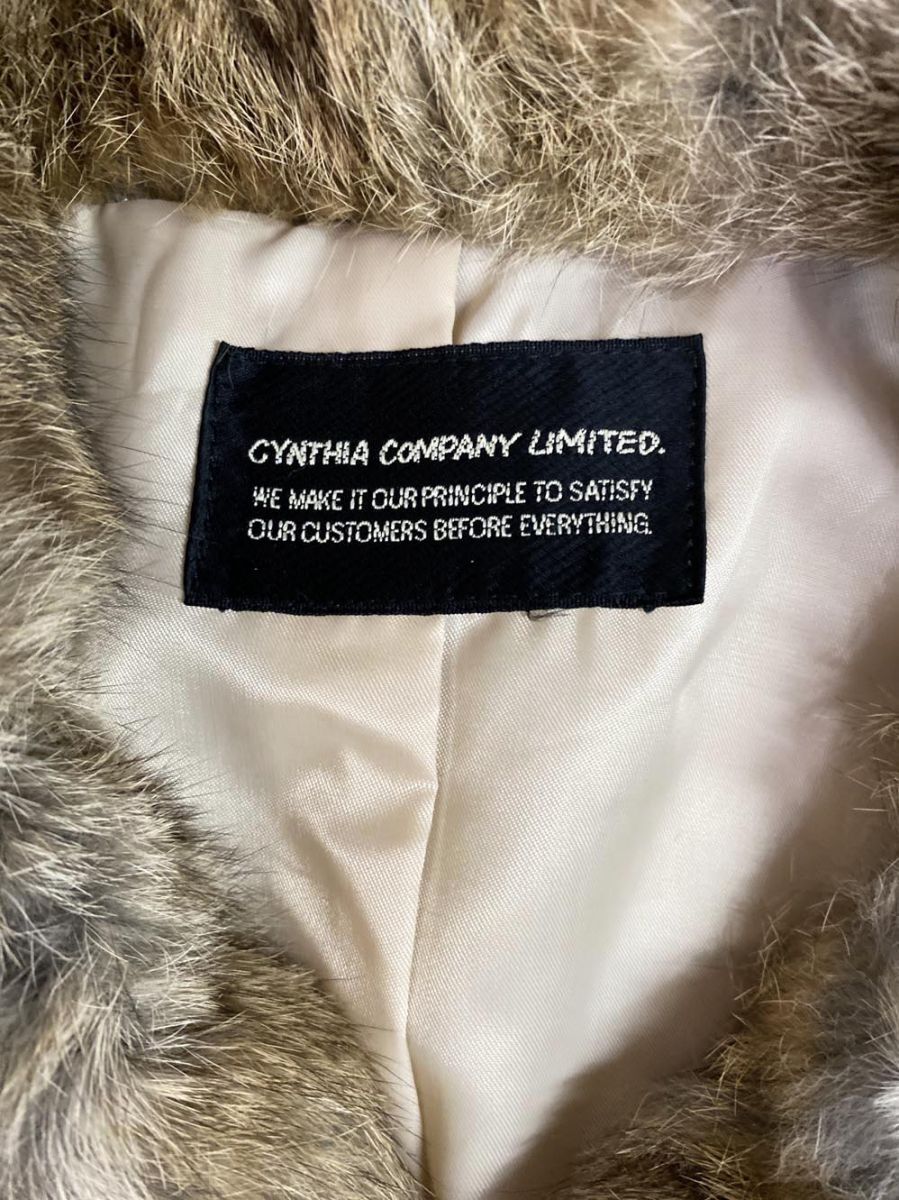 CYNTHIA COMPANY LIMITED.
WE MAKE IT OUR PRINCIPLE TO SATISFY
OUR CUSTOMERS BEFORE EVERYTHING.